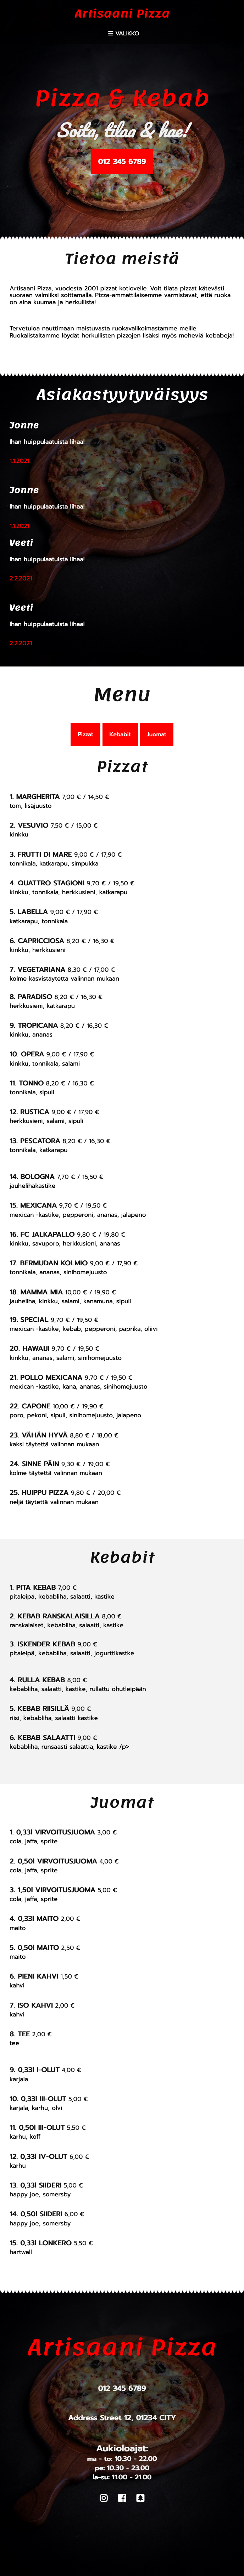 Artisaani Pizza
☰ VALIKKO
Pizza & Kebab
Soita, tilaa & hae!
012 345 6789
Tietoa meistä
Artisaani Pizza, vuodesta 2001 pizzat kotiovelle. Voit tilata pizzat kätevästi
suoraan valmiiksi soittamalla. Pizza-ammattilaisemme varmistavat, että ruoka
on aina kuumaa ja herkullista!
Tervetuloa nauttimaan maistuvasta ruokavalikoimastamme meille.
Ruokalistaltamme löydät herkullisten pizzojen lisäksi myös meheviä kebabeja!
Asiakastyytyväisyys
Jonne
Ihan huippulaatuista lihaa!
1.1.2021
Jonne
Ihan huippulaatuista lihaa!
1.1.2021
Veeti
Ihan huippulaatuista lihaa!
2.2.2021
Veeti
Ihan huippulaatuista lihaa!
2.2.2021
Menu
Pizzat Kebabit Juomat
Pizzat
1. MARGHERITA 7,00 € / 14,50 €
tom, lisäjuusto
2. VESUVIO 7,50 € / 15,00 €
kinkku
3. FRUTTI DI MARE 9,00 € / 17,90 €
tonnikala, katkarapu, simpukka
4. QUATTRO STAGIONI 9,70 € / 19,50 €
kinkku, tonnikala, herkkusieni, katkarapu
5. LABELLA 9,00 € / 17,90 €
katkarapu, tonnikala
6. CAPRICCIOSA 8,20 € / 16,30 €
kinkku, herkkusieni
7. VEGETARIANA 8,30 € / 17,00 €
kolme kasvistäytettä valinnan mukaan
8. PARADISO 8,20 € / 16,30 €
herkkusieni, katkarapu
9. TROPICANA 8,20 € / 16,30 €
kinkku, ananas
10. OPERA 9,00 € / 17,90 €
kinkku, tonnikala, salami
11. TONNO 8,20 € / 16,30 €
tonnikala, sipuli
12. RUSTICA 9,00 € / 17,90 €
herkkusieni, salami, sipuli
13. PESCATORA 8,20 € / 16,30 €
tonnikala, katkarapu
14. BOLOGNA 7,70 € / 15,50 €
jauhelihakastike
15. MEXICANA 9,70 € / 19,50 €
mexican -kastike, pepperoni, ananas, jalapeno
16. FC JALKAPALLO 9,80 € / 19,80 €
kinkku, savuporo, herkkusieni, ananas
17. BERMUDAN KOLMIO 9,00 € / 17,90 €
tonnikala, ananas, sinihomejuusto
18. MAMMA MIA 10,00 € / 19,90 €
jauheliha, kinkku, salami, kanamuna, sipuli
19. SPECIAL 9,70 € / 19,50 €
mexican -kastike, kebab, pepperoni, paprika, oliivi
20. HAWAIJI 9,70 € / 19,50 €
kinkku, ananas, salami, sinihomejuusto
21. POLLO MEXICANA 9,70 € / 19,50 €
mexican -kastike, kana, ananas, sinihomejuusto
22. CAPONE 10,00 € / 19,90 €
poro, pekoni, sipuli, sinihomejuusto, jalapeno
23. VÄHÄN HYVÄ 8,80 € / 18,00 €
kaksi täytettä valinnan mukaan
24. SINNE PÄIN 9,30 € / 19,00 €
kolme täytettä valinnan mukaan
25. HUIPPU PIZZA 9,80 € / 20,00 €
neljä täytettä valinnan mukaan
Kebabit
1. PITA KEBAB 7,00 €
pitaleipä, kebabliha, salaatti, kastike
2. KEBAB RANSKALAISILLA 8,00 €
ranskalaiset, kebabliha, salaatti, kastike
3. ISKENDER KEBAB 9,00 €
pitaleipä, kebabliha, salaatti, jogurttikastke
4. RULLA KEBAB 8,00 €
kebabliha, salaatti, kastike, rullattu ohutleipään
5. KEBAB RIISILLÄ 9,00 €
riisi, kebabliha, salaatti kastike
6. KEBAB SALAATTI 9,00 €
kebabliha, runsaasti salaattia, kastike /p>
Juomat
1. 0,33l VIRVOITUSJUOMA 3,00 €
cola, jaffa, sprite
2. 0,50l VIRVOITUSJUOMA 4,00 €
cola, jaffa, sprite
3. 1,50l VIRVOITUSJUOMA 5,00 €
cola, jaffa, sprite
4. 0,33l MAITO 2,00 €
maito
5. 0,50l MAITO 2,50 €
maito
6. PIENI KAHVI 1,50 €
kahvi
7. ISO KAHVI 2,00 €
kahvi
8. TEE 2,00 €
tee
9. 0,33l I-OLUT 4,00 €
karjala
10. 0,33l III-OLUT 5,00 €
karjala, karhu, olvi
11. 0,50l III-OLUT 5,50 €
karhu, koff
12. 0,33l IV-OLUT 6,00 €
karhu
13. 0,33l SIIDERI 5,00 €
happy joe, somersby
14. 0,50l SIIDERI 6,00 €
happy joe, somersby
15. 0,33l LONKERO 5,50 €
hartwall
Artisaani Pizza
012 345 6789
Address Street 12, 01234 CITY
Aukioloajat:
ma - to: 10.30 - 22.00
pe: 10.30 - 23.00
la-su: 11.00 - 21.00